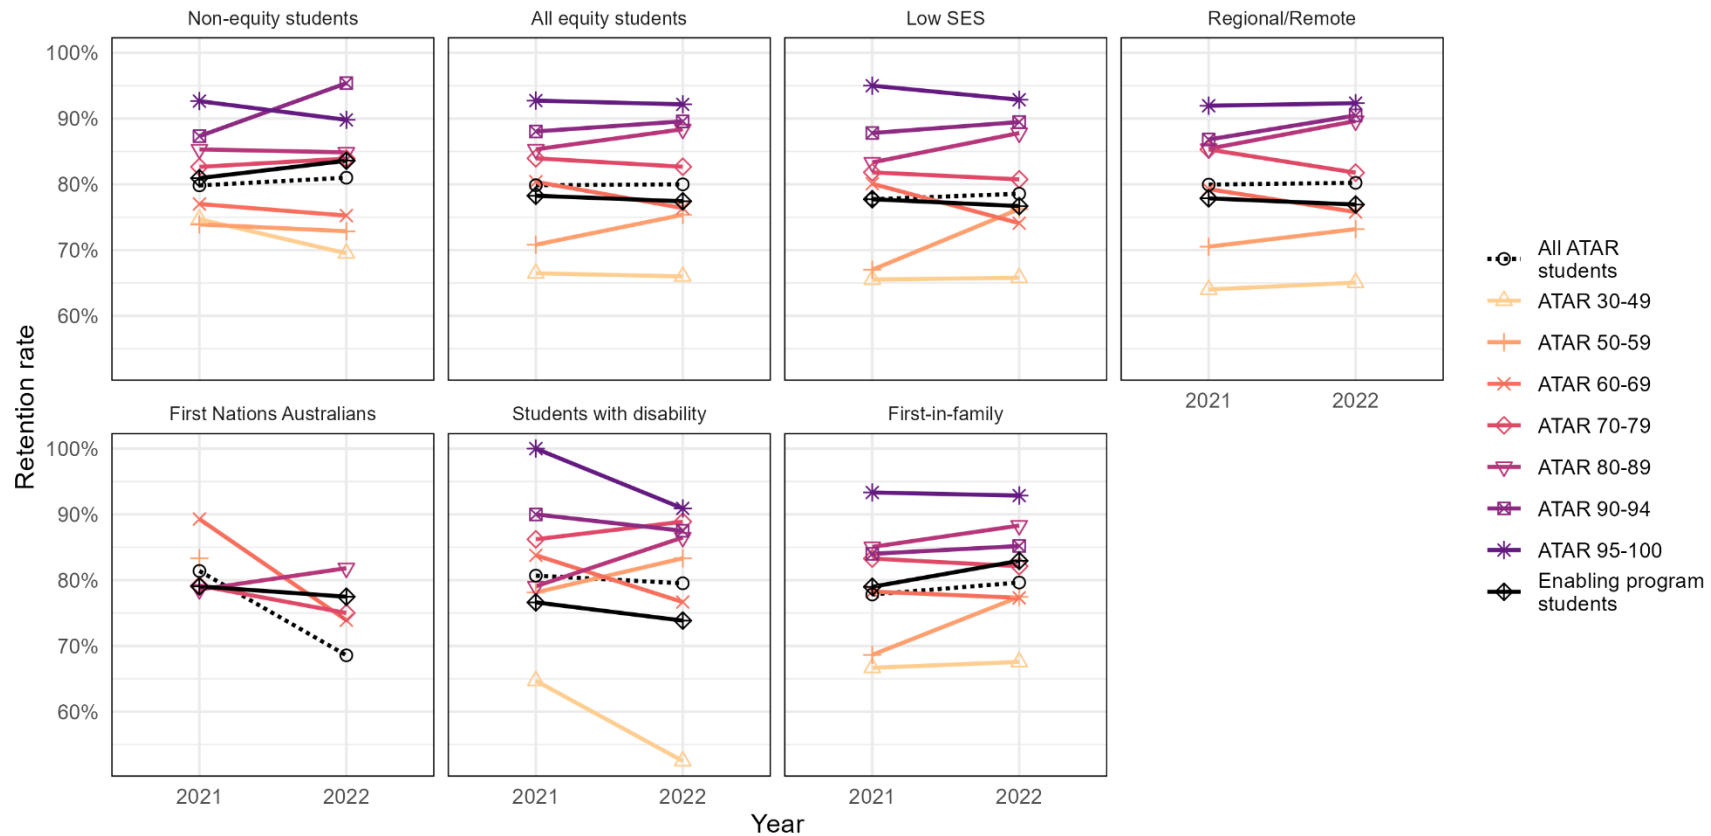 Non-equity students
All equity students
Low SES
Regional/Remote
100%
90%
80%
70%
60%
2021
2022
First Nations Australians
Students with disability
First-in-family
100%
90%
80%
70%
60%
2021
2022
2021
2022
2021
2022
Retention rate
Year
All ATAR
students
ATAR 30-49
ATAR 50-59
ATAR 60-69
ATAR 70-79
ATAR 80-89
ATAR 90-94
ATAR 95-100
Enabling program
students